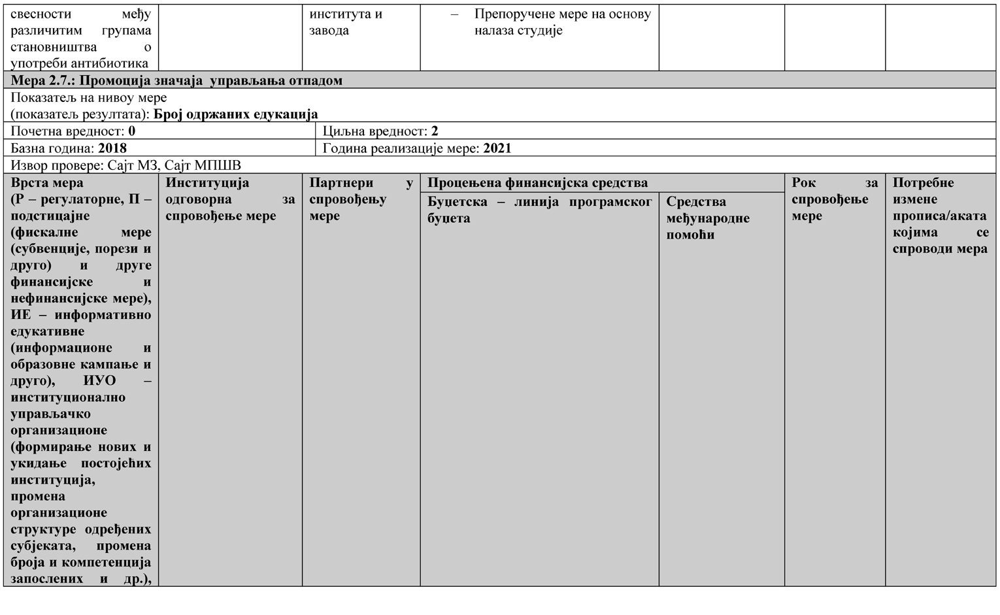 свесности међу
различитим групама
становништва о
употреби антибиотика
института и
завода
– Препоручене мере на основу
налаза студије
Мера 2.7.: Промоција значаја управљања отпадом
Показатељ на нивоу мере
(показатељ резултата): Број одржаних едукација
Почетна вредност: 0
Циљна вредност: 2
Базна година: 2018
Година реализације мере: 2021
Извор провере: Сајт МЗ, Сајт МПШВ
Врста мера
(Р – регулаторне, П –
подстицајне
(фискалне мере
(субвенције, порези и
друго) и друге
финансијске и
нефинансијске мере),
ИЕ – информативно
едукативне
(информационе и
образовне кампање и
друго), ИУО –
институционално
управљачко
организационе
(формирање нових и
укидање постојећих
институција,
промена
организационе
структуре одређених
субјеката, промена
броја и компетенција
запослених и др.),
Институција
одговорна за
спровођење мере
Партнери у
спровођењу
мере
Процењена финансијска средства
Буџетска – линија програмског
буџета
Средства
међународне
помоћи
Рок за
спровођење
мере
Потребне
измене
прописа/аката
којима се
спроводи мера